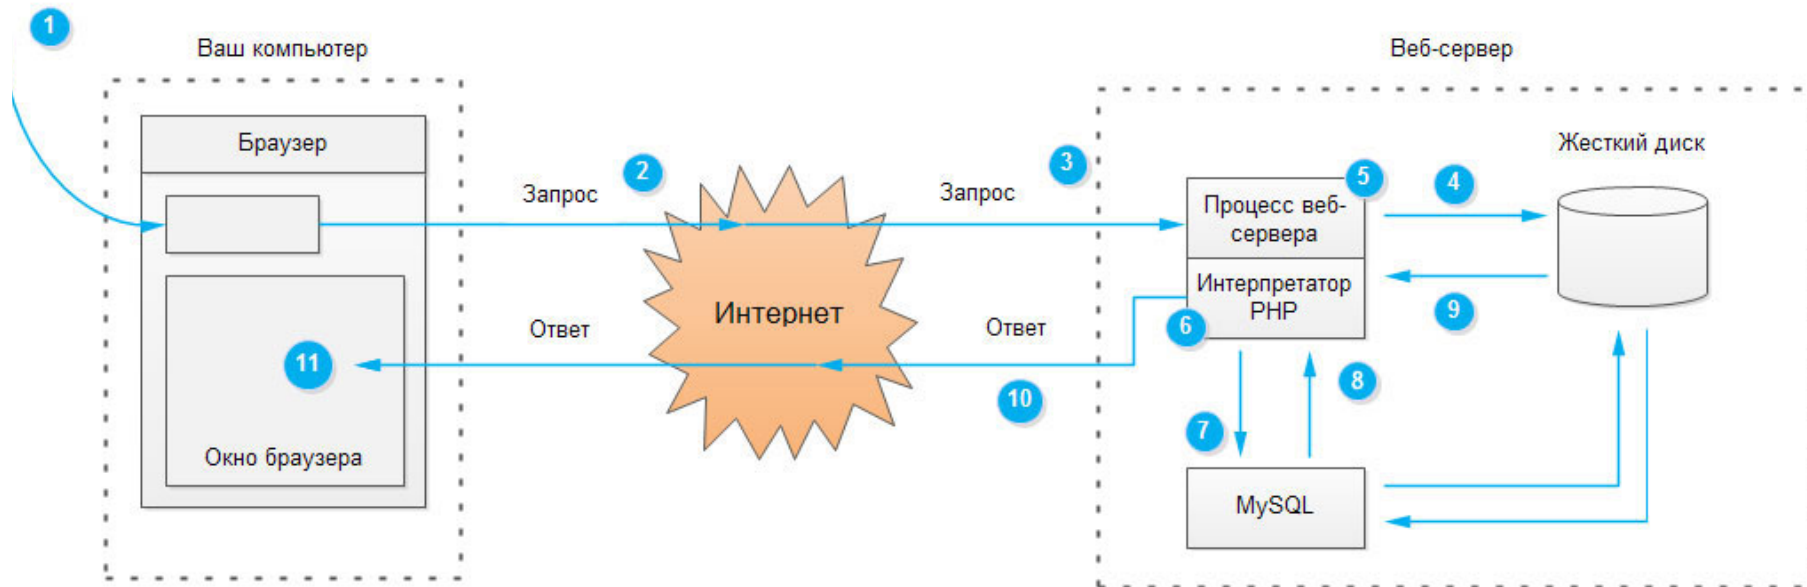 1
Ваш компьютер
Веб-сервер
Браузер
Жесткий диск
Запрос
2
Запрос
3
5
4
Процесс веб-
сервера
Интерпретатор
PHP
6
9
Интернет
Ответ
Ответ
11
10
8
7
Окно браузера
MySQL